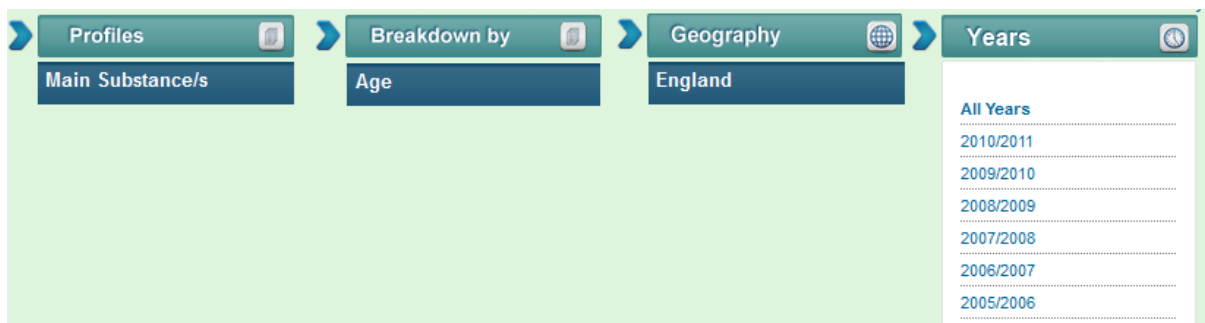 Profiles
Main Substance/s
Breakdown by
Age
Geography
England
Years
All Years
2010/2011
2009/2010
2008/2009
2007/2008
2006/2007
2005/2006